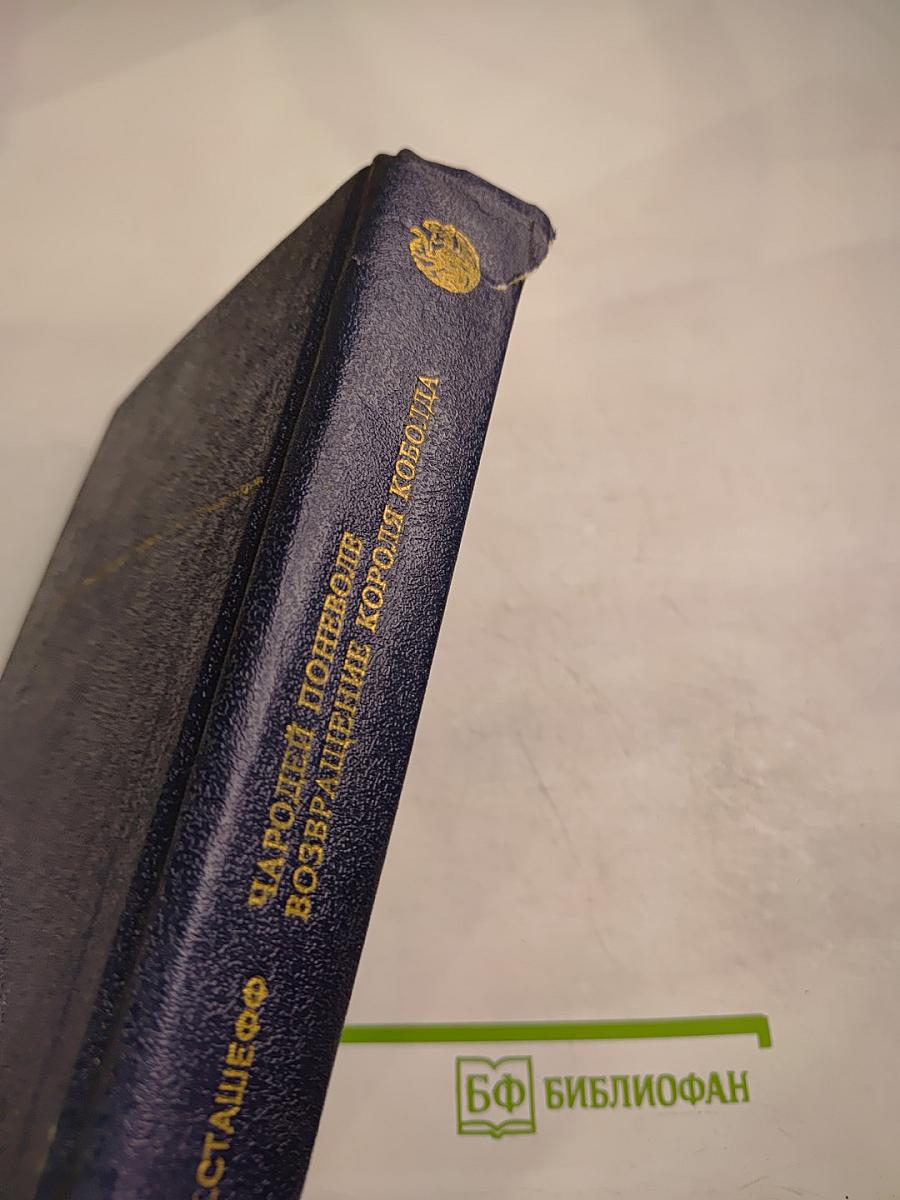 ЧАРОДЕЙ ПОНЕВОЛЕ
ВОЗВРАЩЕНИЕ КОРОЛЯ КОБОЛДА
СТАШЕФФ
БФ БИБЛИОФАН